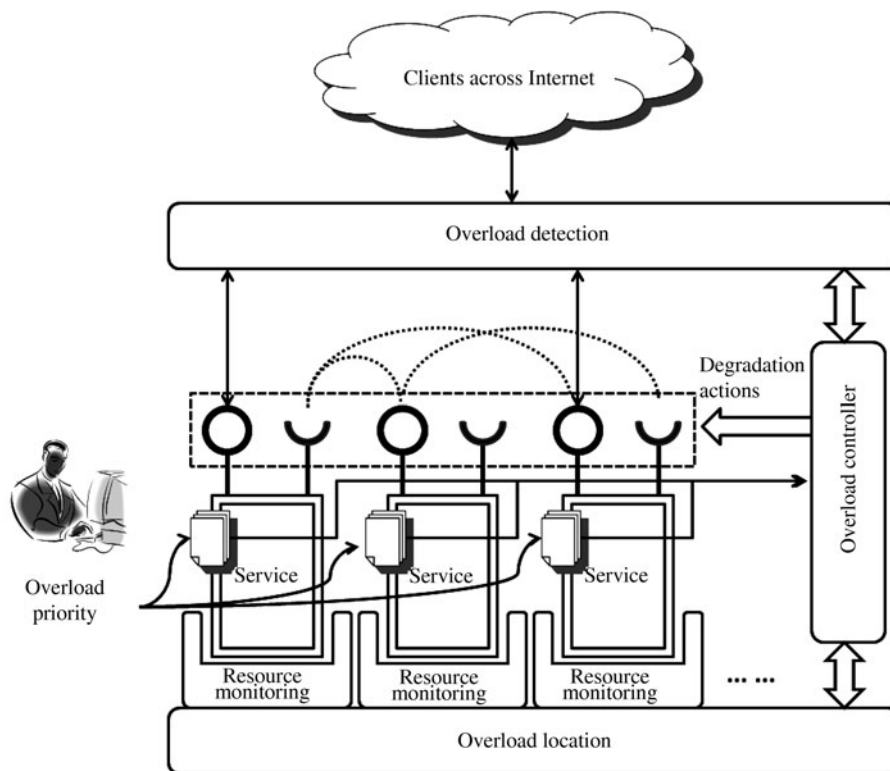 Clients across Internet
Overload detection
Degradation
actions
Overload controller
Overload
priority
Service
Service
Service
Resource
monitoring
Resource
monitoring
Resource
monitoring
... ...
Overload location